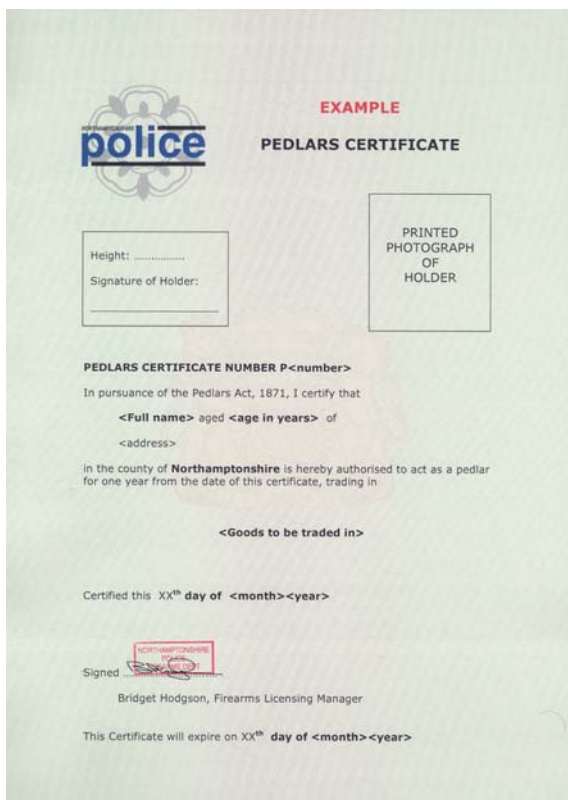 EXAMPLE
NORTHAMPTONSHIRE
police
PEDLARS CERTIFICATE
PRINTED
PHOTOGRAPH
OF
HOLDER
Height: ................
Signature of Holder:
PEDLARS CERTIFICATE NUMBER P<number>
In pursuance of the Pedlars Act, 1871, I certify that
<Full name> aged <age in years> of
<address>
in the county of Northamptonshire is hereby authorised to act as a pedlar
for one year from the date of this certificate, trading in
<Goods to be traded in>
Certified this XXth day of <month><year>
NORTHAMPTONSHIRE
POLICE
DEPT
Signed
Bridget Hodgson, Firearms Licensing Manager
This Certificate will expire on XXth day of <month><year>